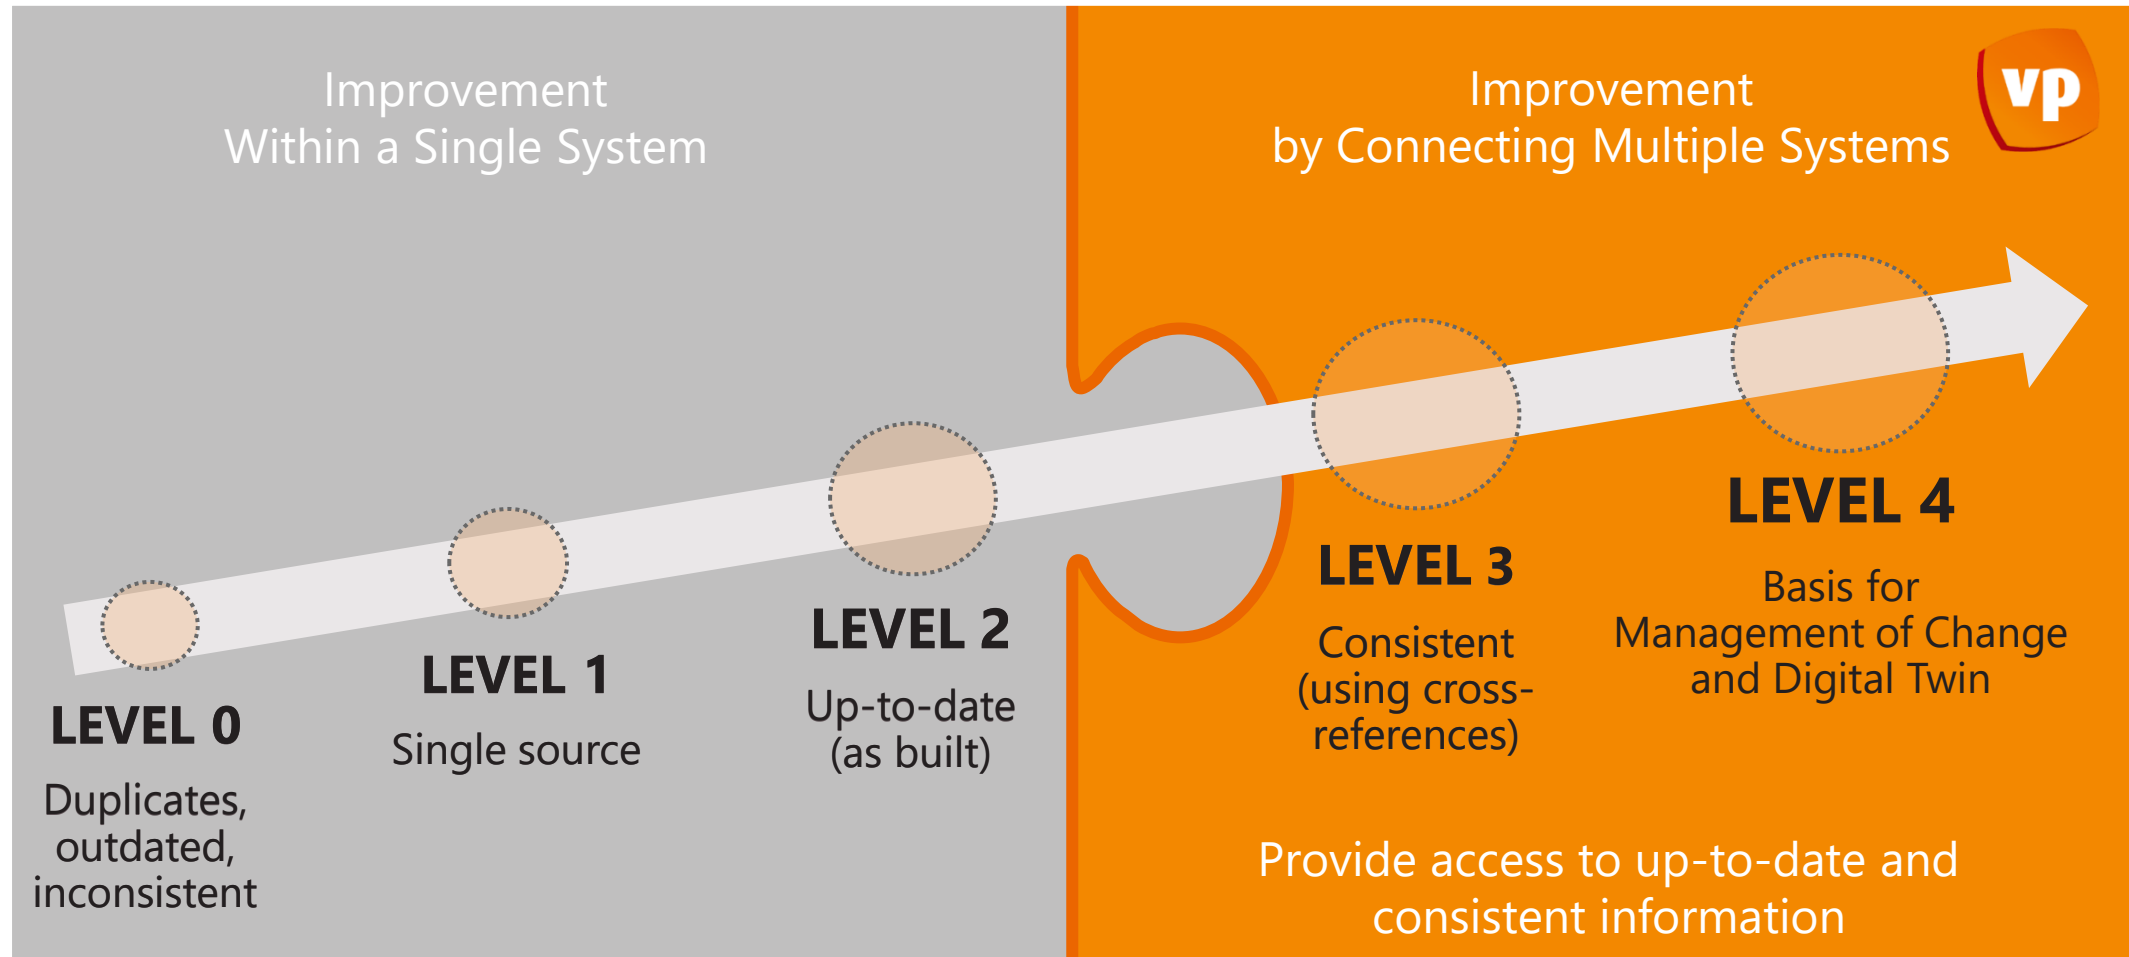 Improvement
Within a Single System
Improvement
by Connecting Multiple Systems
vp
LEVEL 0
Duplicates,
outdated,
inconsistent
LEVEL 1
Single source
LEVEL 2
Up-to-date
(as built)
LEVEL 3
Consistent
(using cross-
references)
LEVEL 4
Basis for
Management of Change
and Digital Twin
Provide access to up-to-date and
consistent information